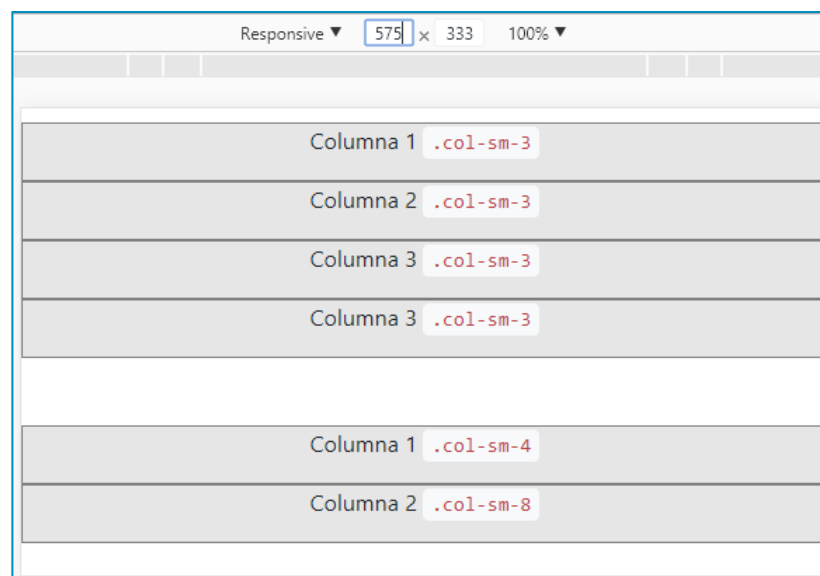 Responsive ▼ 575 × 333 100% ▼
Columna 1 .col-sm-3
Columna 2 .col-sm-3
Columna 3 .col-sm-3
Columna 3 .col-sm-3
Columna 1 .col-sm-4
Columna 2 .col-sm-8